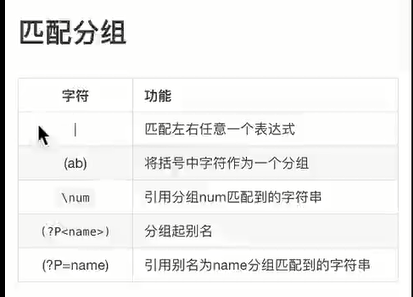 匹配分组
字符 功能
| 匹配左右任意一个表达式
(ab) 将括号中字符作为一个分组
\num 引用分组num匹配到的字符串
(?P<name>) 分组起别名
(?P=name) 引用别名为name分组匹配到的字符串